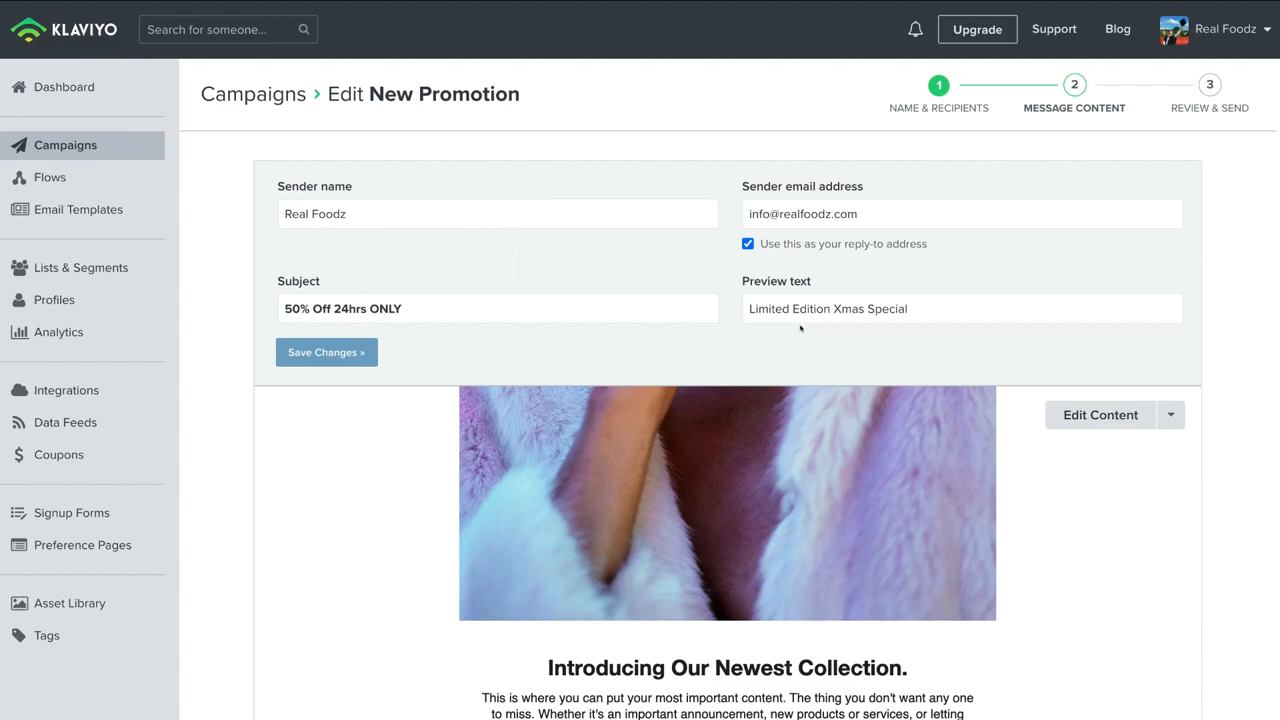 KLAVIYO
Search for someone...
Upgrade
Support
Blog
Real Foodz
Dashboard
Campaigns
Flows
Email Templates
Lists & Segments
Profiles
Analytics
Integrations
Data Feeds
Coupons
Signup Forms
Preference Pages
Asset Library
Tags
Campaigns › Edit New Promotion
1
NAME & RECIPIENTS
2
MESSAGE CONTENT
3
REVIEW & SEND
Sender name
Real Foodz
Sender email address
info@realfoodz.com
Use this as your reply-to address
Subject
50% Off 24hrs ONLY
Preview text
Limited Edition Xmas Special
Save Changes »
Edit Content
Introducing Our Newest Collection.
This is where you can put your most important content. The thing you don't want any one
to miss. Whether it's an important announcement, new products or services, or letting